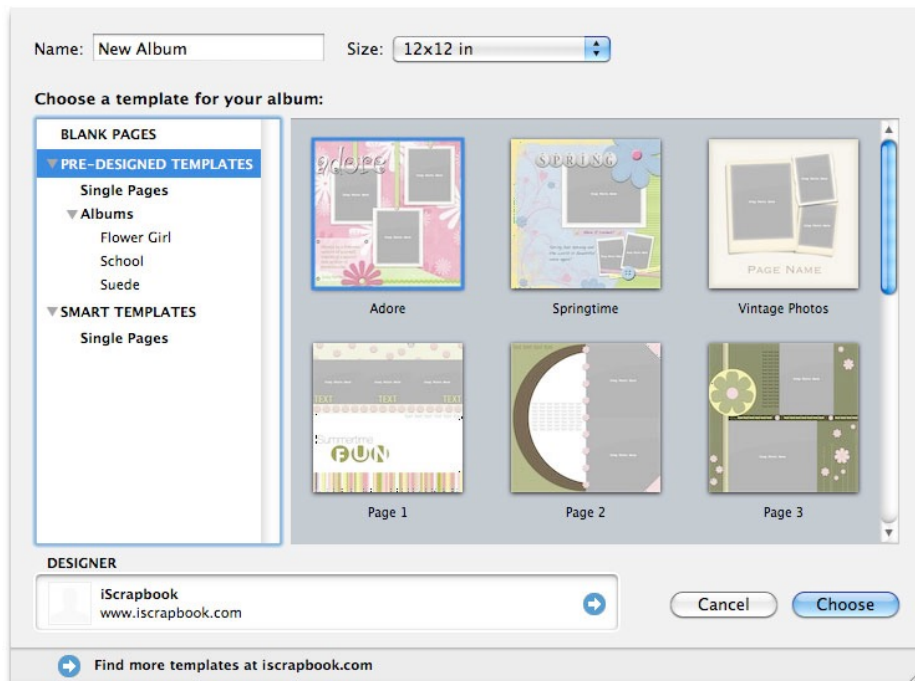 Name: New Album Size: 12x12 in
Choose a template for your album:
BLANK PAGES
PRE-DESIGNED TEMPLATES
Single Pages
Albums
Flower Girl
School
Suede
SMART TEMPLATES
Single Pages
adore
SPRING
PAGE NAME
Adore Springtime Vintage Photos
TEXT TEXT TEXT
Summertime
FUN
Page 1 Page 2 Page 3
DESIGNER
iScrapbook
www.iscrapbook.com
Cancel Choose
Find more templates at iscrapbook.com